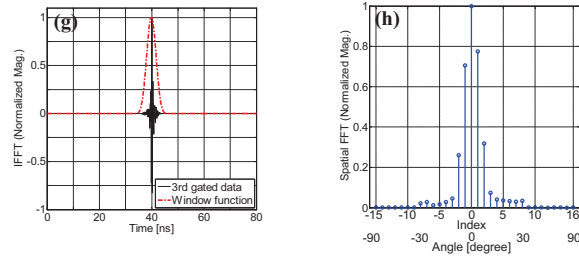 (g)
IFFT (Normalized Mag.)
1
0.5
0
-0.5
-1
0 20 40 60 80
Time [ns]
3rd gated data
Window function
(h)
Spatial FFT (Normalized Mag.)
1
0.8
0.6
0.4
0.2
0
-15 -10 -5 0 5 10 16
Index
-90 -30 0 30 90
Angle [degree]